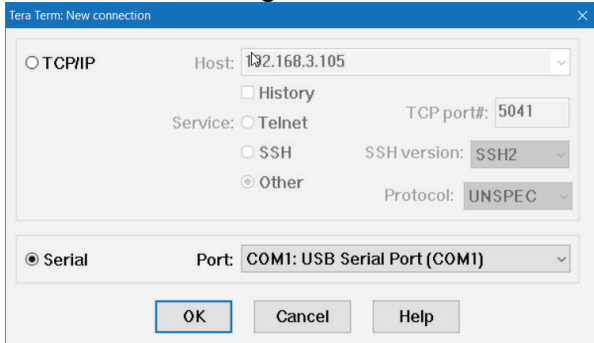 Tera Term: New connection
TCP/IP Host: 192.168.3.105
History
Service: Telnet TCP port#: 5041
SSH SSH version: SSH2
Other Protocol: UNSPEC
Serial Port: COM1: USB Serial Port (COM1)
OK Cancel Help